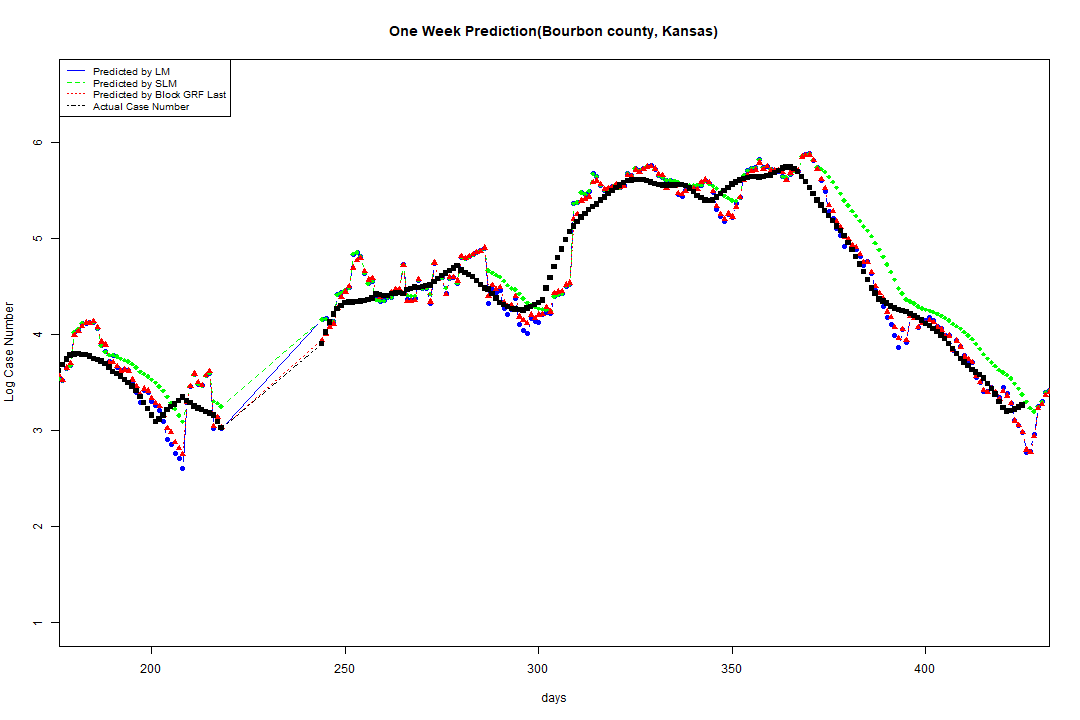 One Week Prediction(Bourbon county, Kansas)
Predicted by LM
Predicted by SLM
Predicted by Block GRF Last
Actual Case Number
Log Case Number
6
5
4
3
2
1
200
250
300
350
400
days